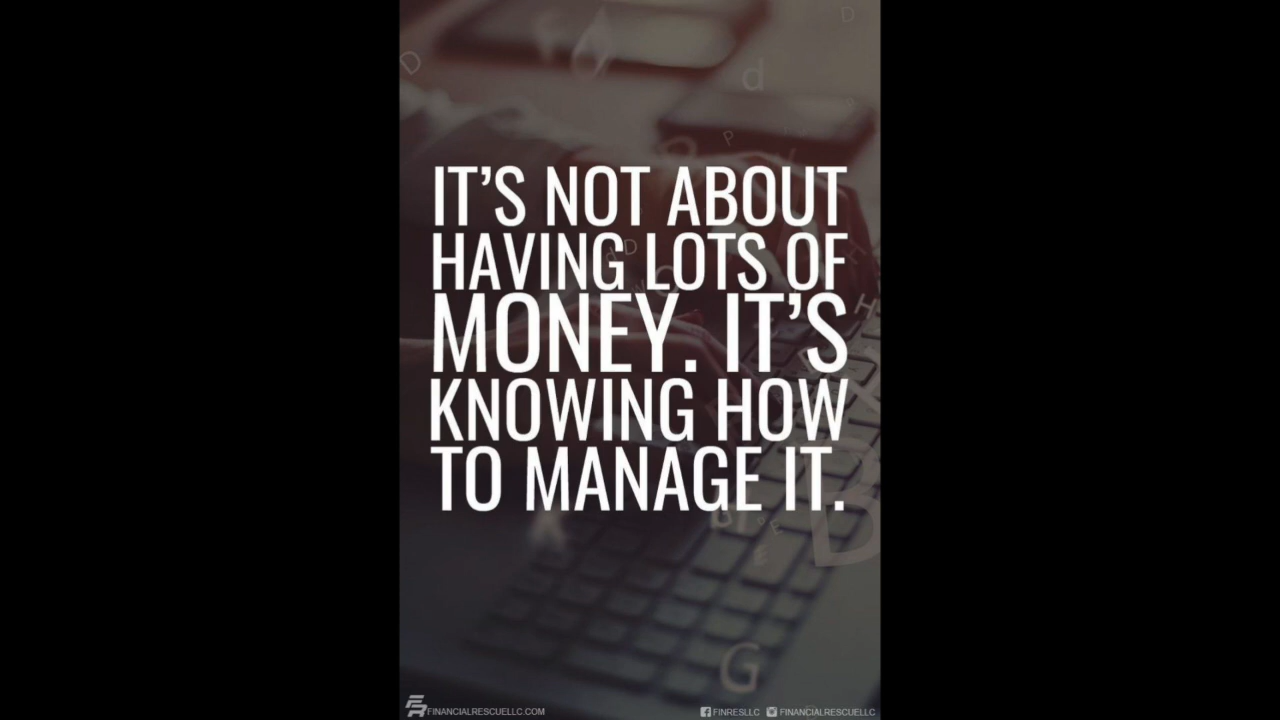 IT'S NOT ABOUT
HAVING LOTS OF
MONEY. IT'S
KNOWING HOW
TO MANAGE IT.
FINANCIALRESCUELLC.COM
FINRESLLC FINANCIALRESCUELLC